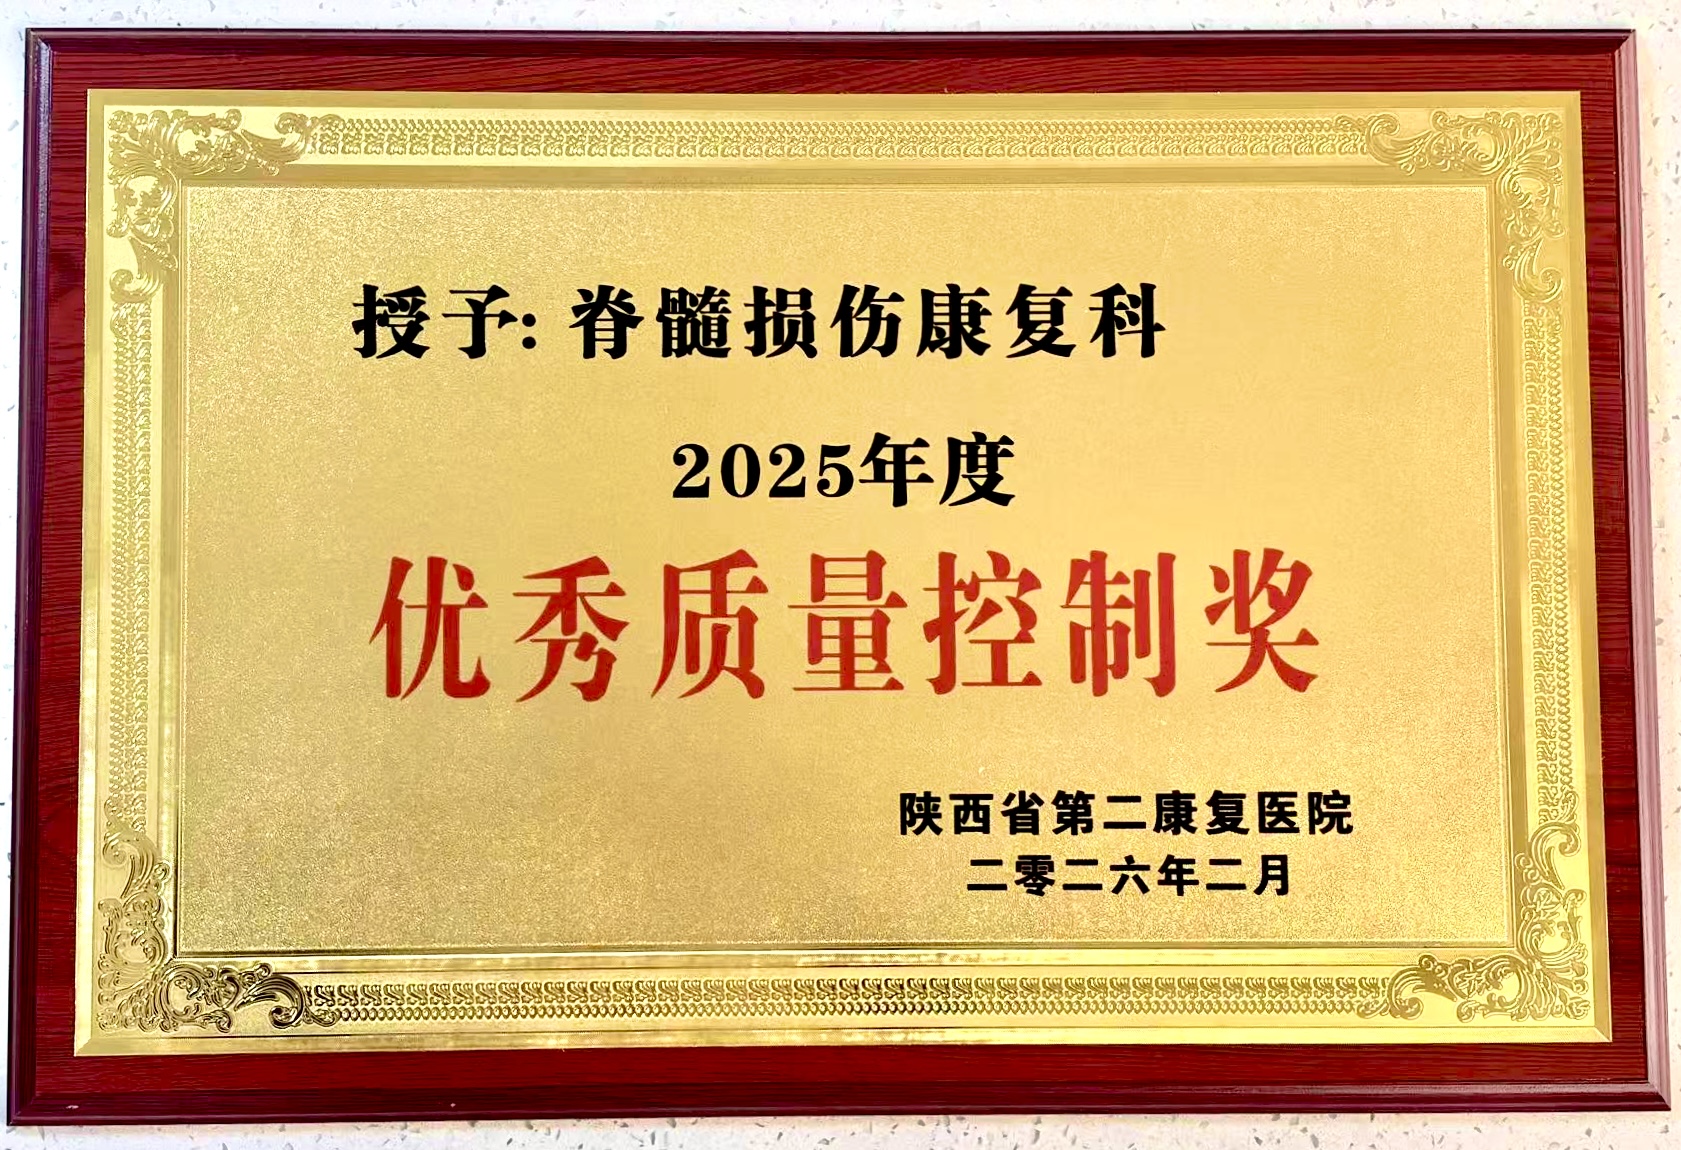 授予:脊髓损伤康复科
2025年度
优秀质量控制奖
陕西省第二康复医院
二零二六年二月